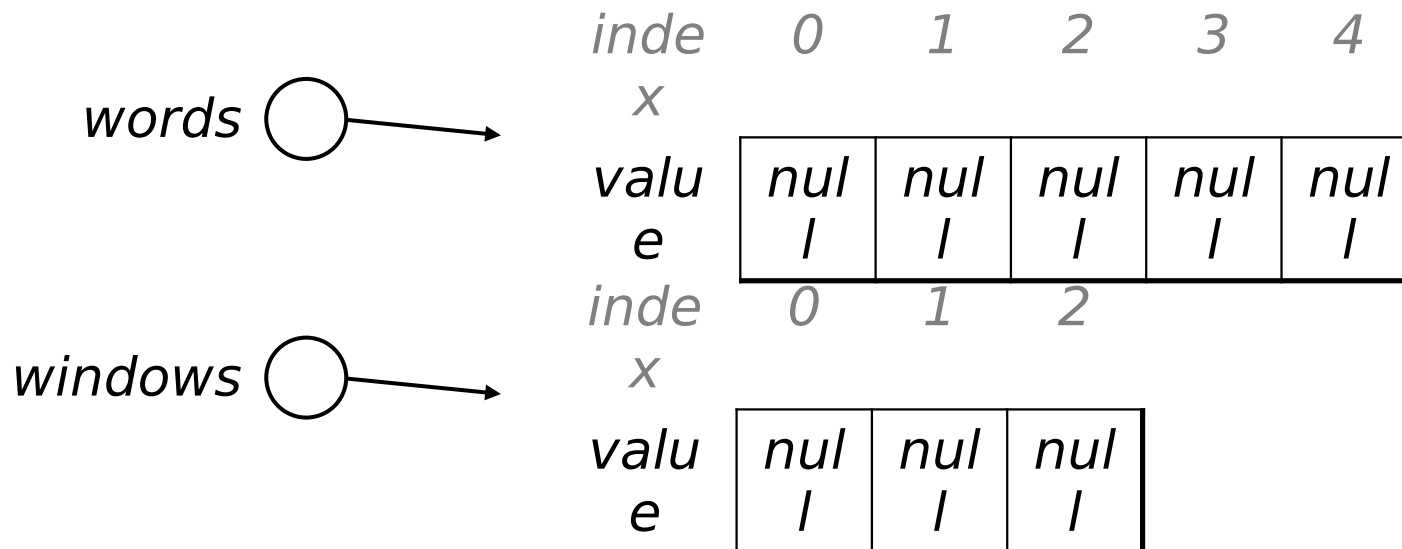 inde 0 1 2 3 4
x
words
valu nul nul nul nul nul
e l l l l l
inde 0 1 2
x
windows
valu nul nul nul
e l l l